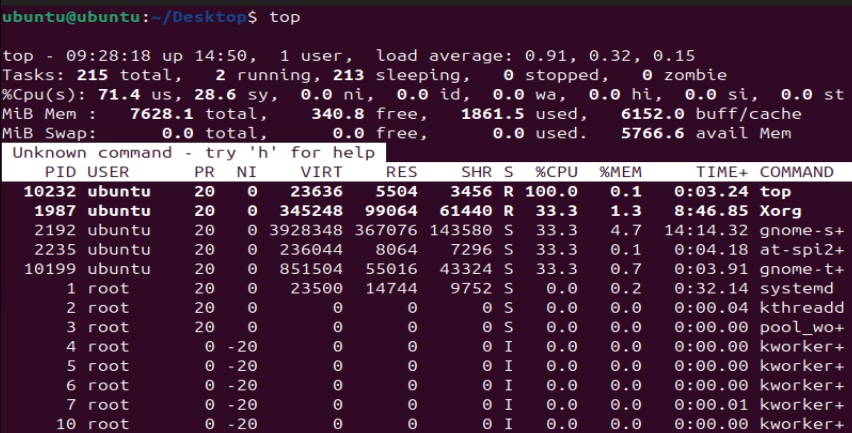 ubuntu@ubuntu:~/Desktop$ top
top - 09:28:18 up 14:50,  1 user,  load average: 0.91, 0.32, 0.15
Tasks: 215 total,   2 running, 213 sleeping,   0 stopped,   0 zombie
%Cpu(s): 71.4 us, 28.6 sy,  0.0 ni,  0.0 id,  0.0 wa,  0.0 hi,  0.0 si,  0.0 st
MiB Mem :   7628.1 total,    340.8 free,   1861.5 used,   6152.0 buff/cache
MiB Swap:      0.0 total,      0.0 free,      0.0 used.   5766.6 avail Mem
Unknown command - try 'h' for help
PID USER      PR  NI    VIRT    RES    SHR S  %CPU  %MEM     TIME+ COMMAND
10232 ubuntu    20   0   23636   5504   3456 R 100.0   0.1   0:03.24 top
1987 ubuntu    20   0  345248  99064  61440 R  33.3   1.3   8:46.85 Xorg
2192 ubuntu    20   0 3928348 367076 143580 S  33.3   4.7  14:14.32 gnome-s+
2235 ubuntu    20   0  236044   8064   7296 S  33.3   0.1   0:04.18 at-spi2+
10199 ubuntu    20   0  851504  55016  43324 S  33.3   0.7   0:03.91 gnome-t+
1 root      20   0   23500  14744   9752 S   0.0   0.2   0:32.14 systemd
2 root      20   0       0      0      0 S   0.0   0.0   0:00.04 kthreadd
3 root      20   0       0      0      0 S   0.0   0.0   0:00.00 pool_wo+
4 root       0 -20       0      0      0 I   0.0   0.0   0:00.00 kworker+
5 root       0 -20       0      0      0 I   0.0   0.0   0:00.00 kworker+
6 root       0 -20       0      0      0 I   0.0   0.0   0:00.00 kworker+
7 root       0 -20       0      0      0 I   0.0   0.0   0:00.01 kworker+
10 root       0 -20       0      0      0 I   0.0   0.0   0:00.00 kworker+